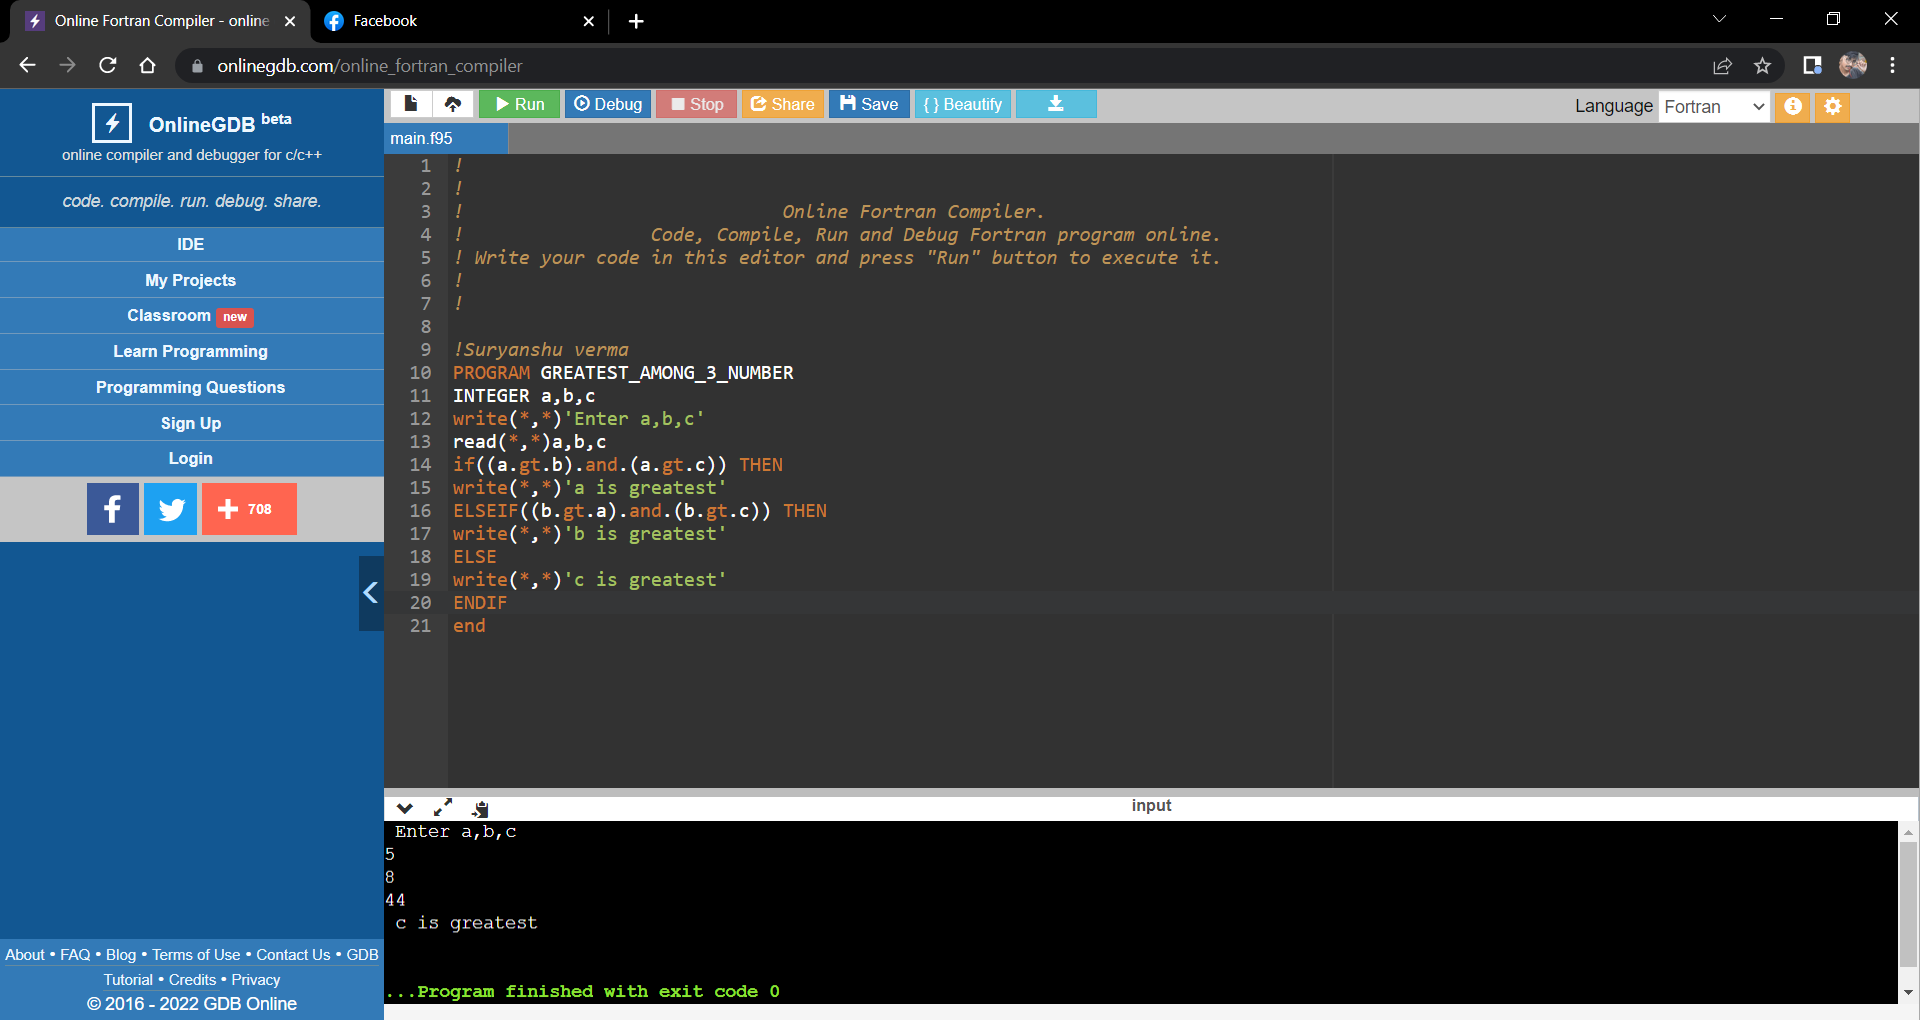 Online Fortran Compiler - online
Facebook
onlinegdb.com/online_fortran_compiler
OnlineGDB beta
online compiler and debugger for c/c++
code. compile. run. debug. share.
IDE
My Projects
Classroom new
Learn Programming
Programming Questions
Sign Up
Login
f
+ 708
About • FAQ • Blog • Terms of Use • Contact Us • GDB
Tutorial • Credits • Privacy
© 2016 - 2022 GDB Online
Run Debug Stop Share Save { } Beautify
Language Fortran
main.f95
1 !
2 !
3 ! Online Fortran Compiler.
4 ! Code, Compile, Run and Debug Fortran program online.
5 ! Write your code in this editor and press "Run" button to execute it.
6 !
7 !
8
9 !Suryanshu verma
10 PROGRAM GREATEST_AMONG_3_NUMBER
11 INTEGER a,b,c
12 write(*,*)'Enter a,b,c'
13 read(*,*)a,b,c
14 if((a.gt.b).and.(a.gt.c)) THEN
15 write(*,*)'a is greatest'
16 ELSEIF((b.gt.a).and.(b.gt.c)) THEN
17 write(*,*)'b is greatest'
18 ELSE
19 write(*,*)'c is greatest'
20 ENDIF
21 end
input
Enter a,b,c
5
8
44
c is greatest
...Program finished with exit code 0